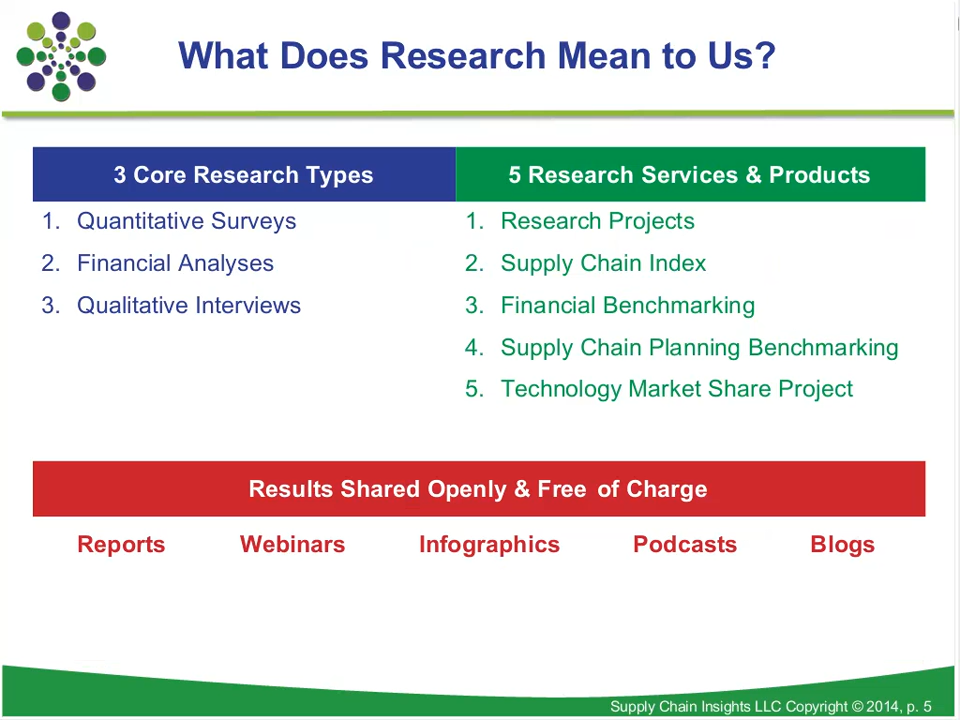 What Does Research Mean to Us?
3 Core Research Types
1. Quantitative Surveys
2. Financial Analyses
3. Qualitative Interviews
5 Research Services & Products
1. Research Projects
2. Supply Chain Index
3. Financial Benchmarking
4. Supply Chain Planning Benchmarking
5. Technology Market Share Project
Results Shared Openly & Free of Charge
Reports Webinars Infographics Podcasts Blogs
Supply Chain Insights LLC Copyright © 2014, p. 5